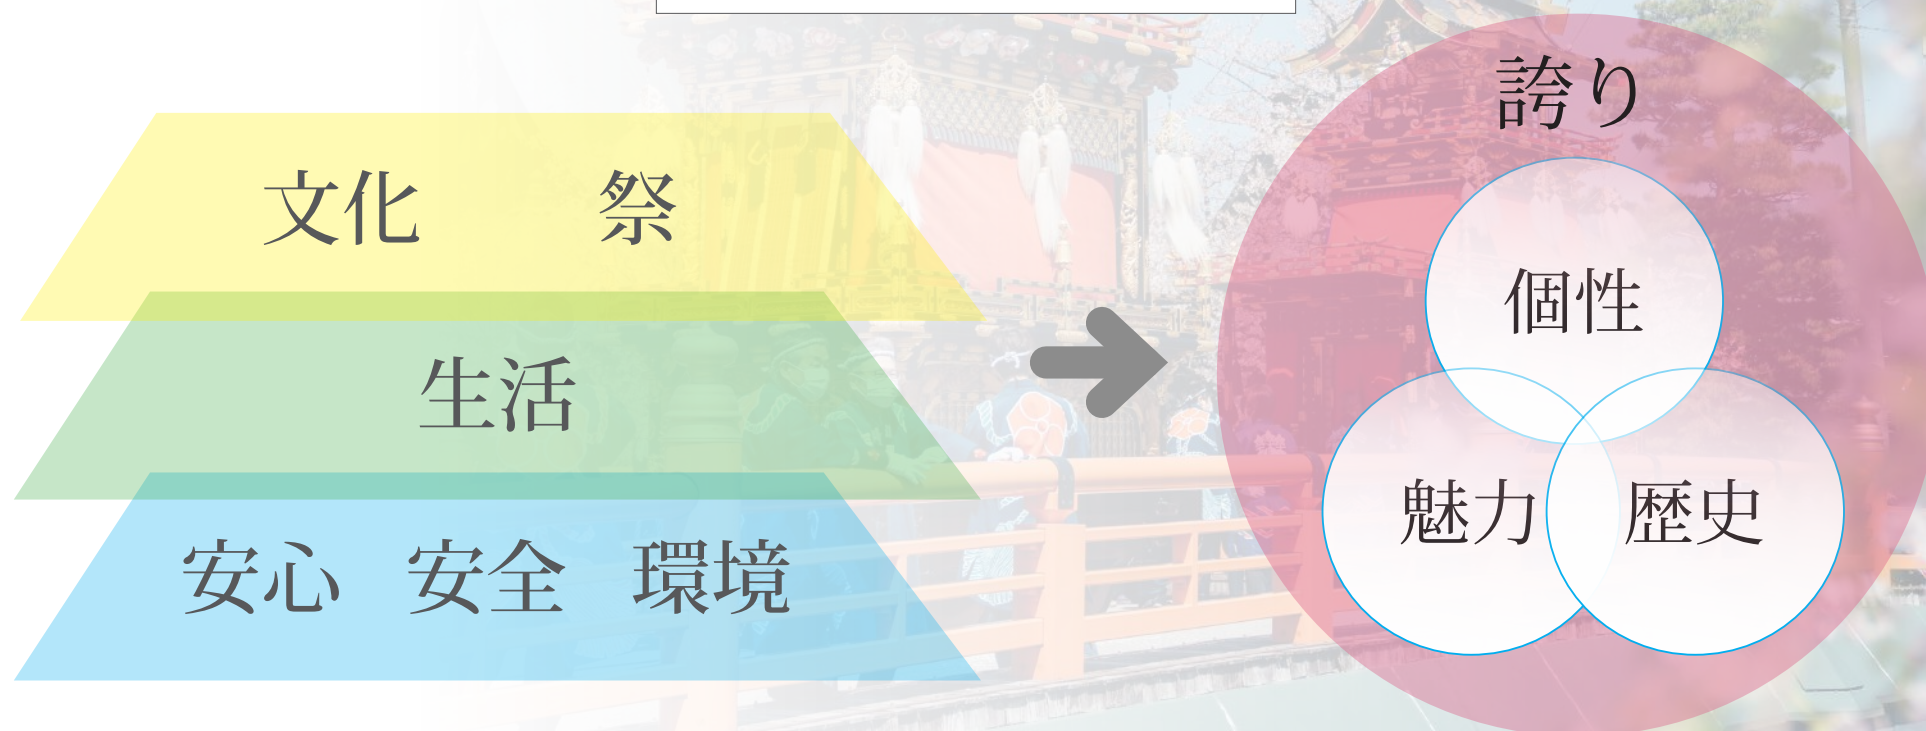 誇り
文化 祭
個性
生活
魅力 歴史
安心 安全 環境